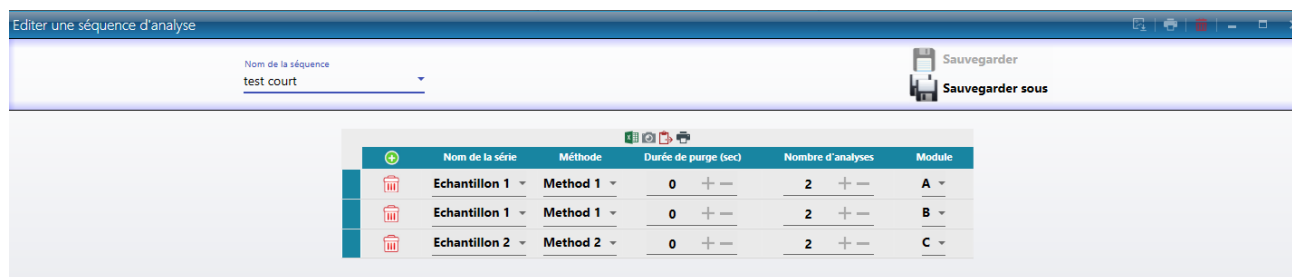 Editer une séquence d'analyse
Nom de la séquence
test court
Sauvegarder
Sauvegarder sous
Nom de la série Méthode Durée de purge (sec) Nombre d'analyses Module
Echantillon 1 Method 1 0 + − 2 + − A
Echantillon 1 Method 1 0 + − 2 + − B
Echantillon 2 Method 2 0 + − 2 + − C